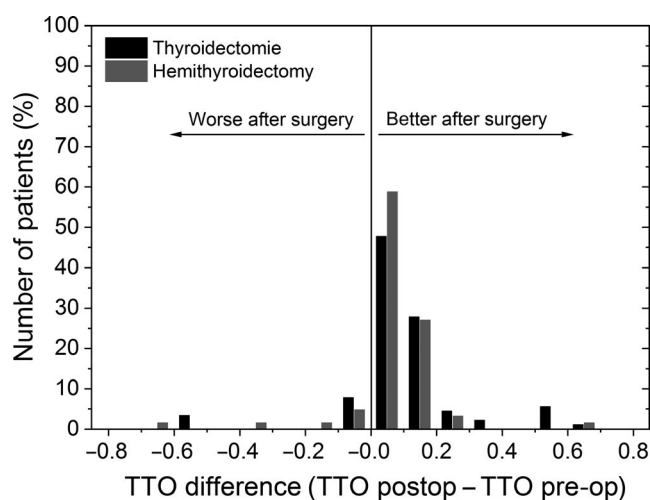 Thyroidectomie
Hemithyroidectomy
Worse after surgery
Better after surgery
Number of patients (%)
100
90
80
70
60
50
40
30
20
10
0
−0.8 −0.6 −0.4 −0.2 −0.0 0.2 0.4 0.6 0.8
TTO difference (TTO postop – TTO pre-op)